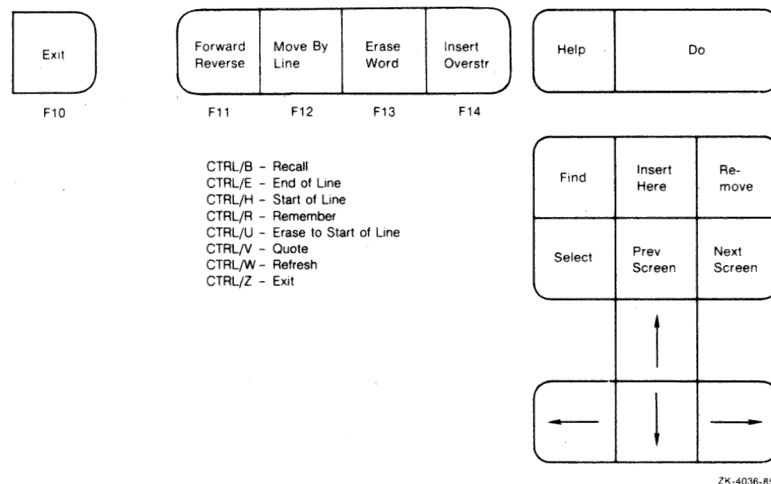 Exit
F10
Forward
Reverse
Move By
Line
Erase
Word
Insert
Overstr
F11
F12
F13
F14
Help
Do
CTRL/B - Recall
CTRL/E - End of Line
CTRL/H - Start of Line
CTRL/R - Remember
CTRL/U - Erase to Start of Line
CTRL/V - Quote
CTRL/W - Refresh
CTRL/Z - Exit
Find
Insert
Here
Re-
move
Select
Prev
Screen
Next
Screen